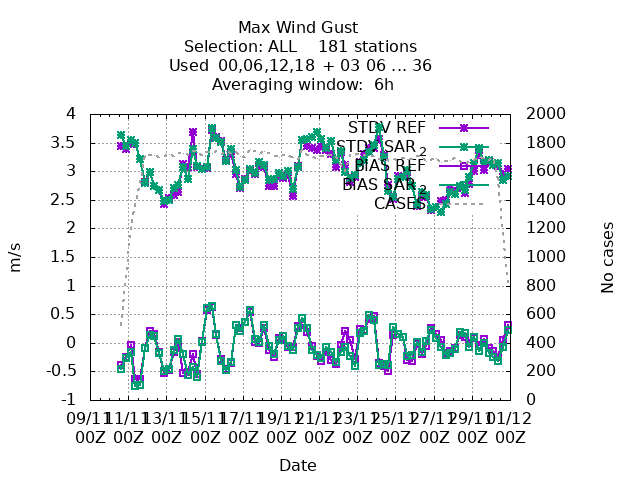 Max Wind Gust
Selection: ALL    181 stations
Used  00,06,12,18 + 03 06 ... 36
Averaging window:  6h
4
3.5
3
2.5
2
1.5
1
0.5
0
-0.5
-1
m/s
2000
1800
1600
1400
1200
1000
800
600
400
200
0
No cases
STDV REF
STDV SAR_2
BIAS REF
BIAS SAR_2
CASES
09/11 11/11 13/11 15/11 17/11 19/11 21/11 23/11 25/11 27/11 29/11 01/12
00Z 00Z 00Z 00Z 00Z 00Z 00Z 00Z 00Z 00Z 00Z 00Z
Date